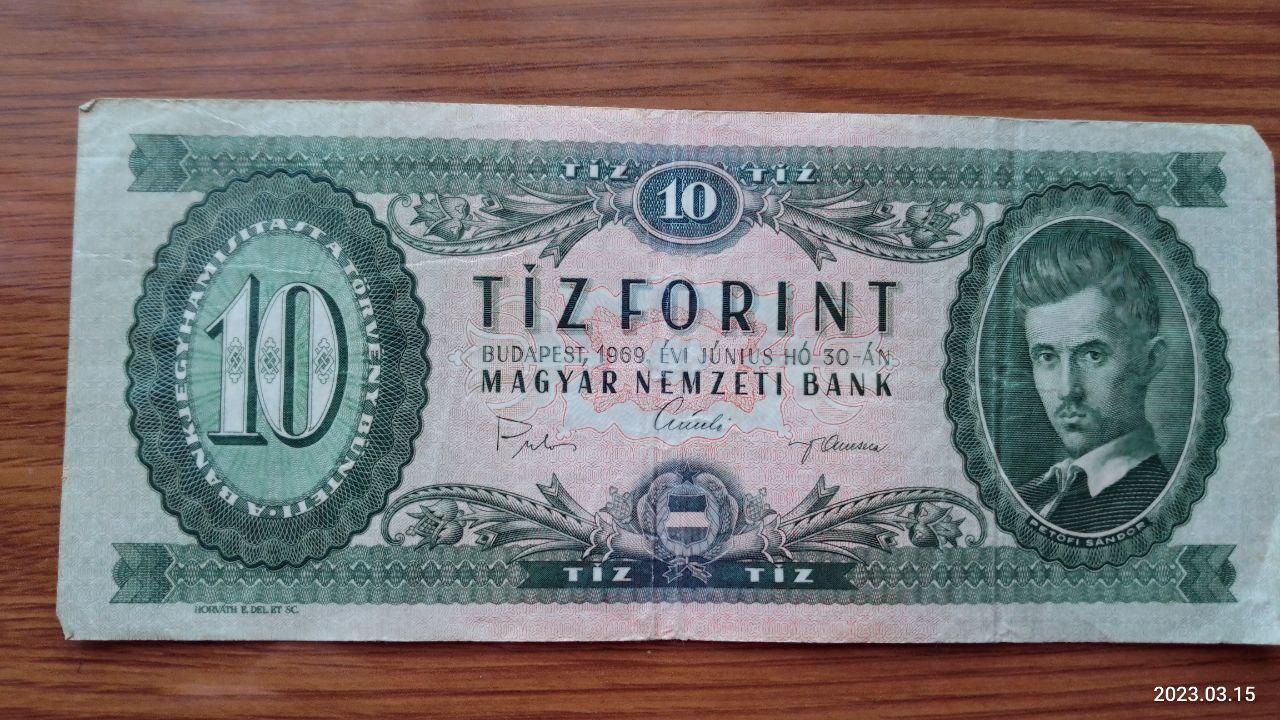 TÍZ 10 TÍZ
A BANKJEGYHAMISÍTÁST A TÖRVÉNY BÜNTETI
10
TÍZ FORINT
BUDAPEST, 1969. ÉVI JÚNIUS HÓ 30-ÁN
MAGYAR NEMZETI BANK
PETŐFI SÁNDOR
TÍZ TÍZ
HORVÁTH E. DEL. ET SC.
2023.03.15